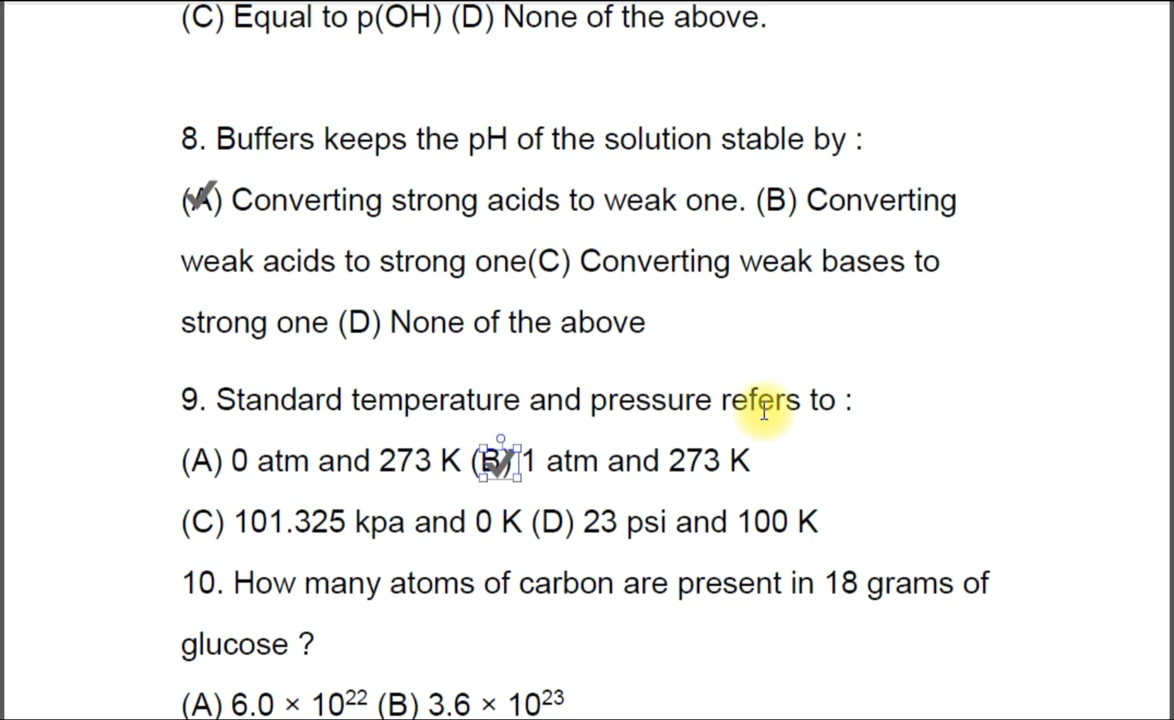 (C) Equal to p(OH) (D) None of the above.
8. Buffers keeps the pH of the solution stable by :
(A) Converting strong acids to weak one. (B) Converting
weak acids to strong one(C) Converting weak bases to
strong one (D) None of the above
9. Standard temperature and pressure refers to :
(A) 0 atm and 273 K (B) 1 atm and 273 K
(C) 101.325 kpa and 0 K (D) 23 psi and 100 K
10. How many atoms of carbon are present in 18 grams of
glucose ?
(A) 6.0 × 10²² (B) 3.6 × 10²³